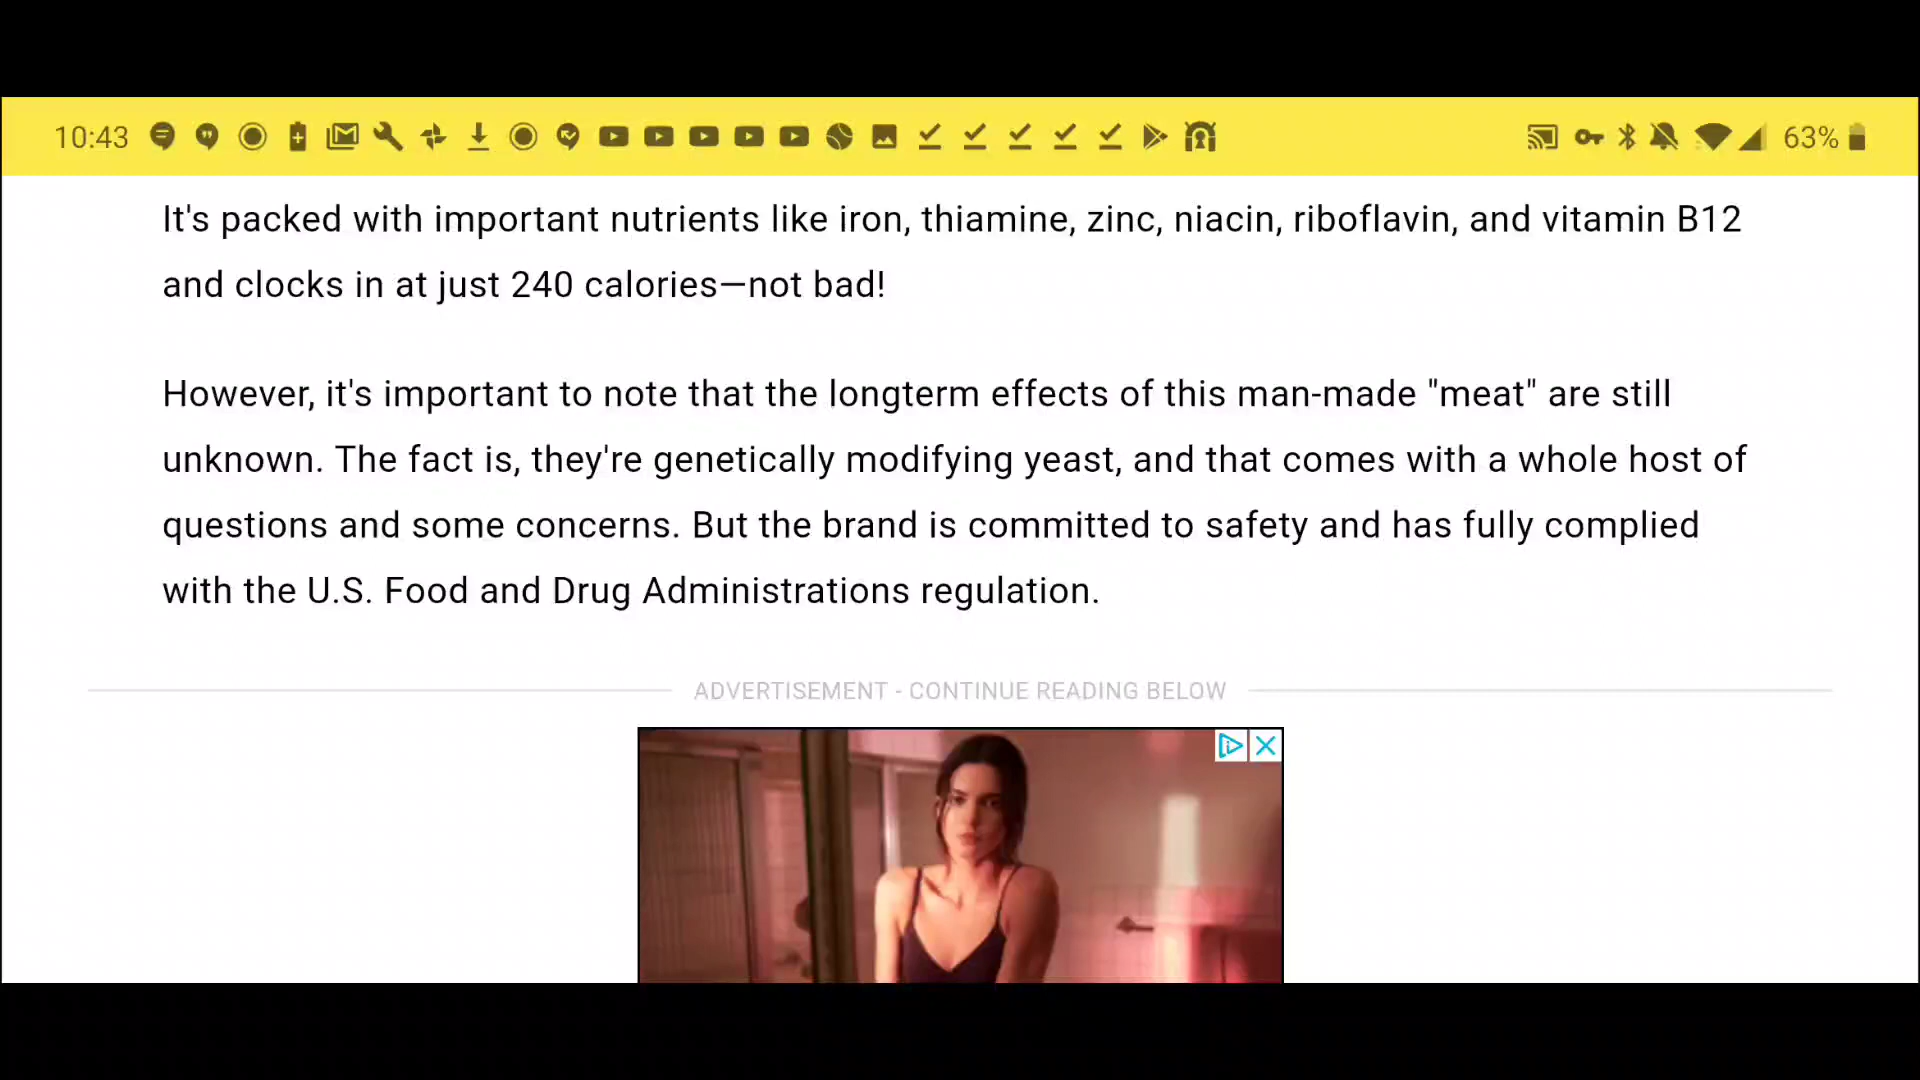 10:43
63%
It's packed with important nutrients like iron, thiamine, zinc, niacin, riboflavin, and vitamin B12
and clocks in at just 240 calories—not bad!
However, it's important to note that the longterm effects of this man-made "meat" are still
unknown. The fact is, they're genetically modifying yeast, and that comes with a whole host of
questions and some concerns. But the brand is committed to safety and has fully complied
with the U.S. Food and Drug Administrations regulation.
ADVERTISEMENT - CONTINUE READING BELOW